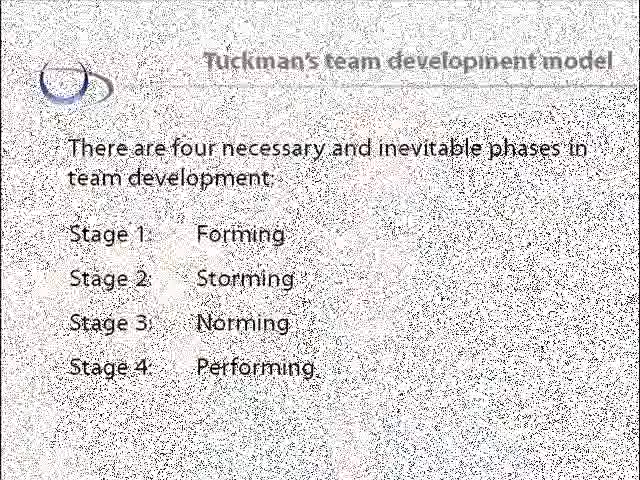 Tuckman's team development model
There are four necessary and inevitable phases in
team development:
Stage 1: Forming
Stage 2: Storming
Stage 3: Norming
Stage 4: Performing